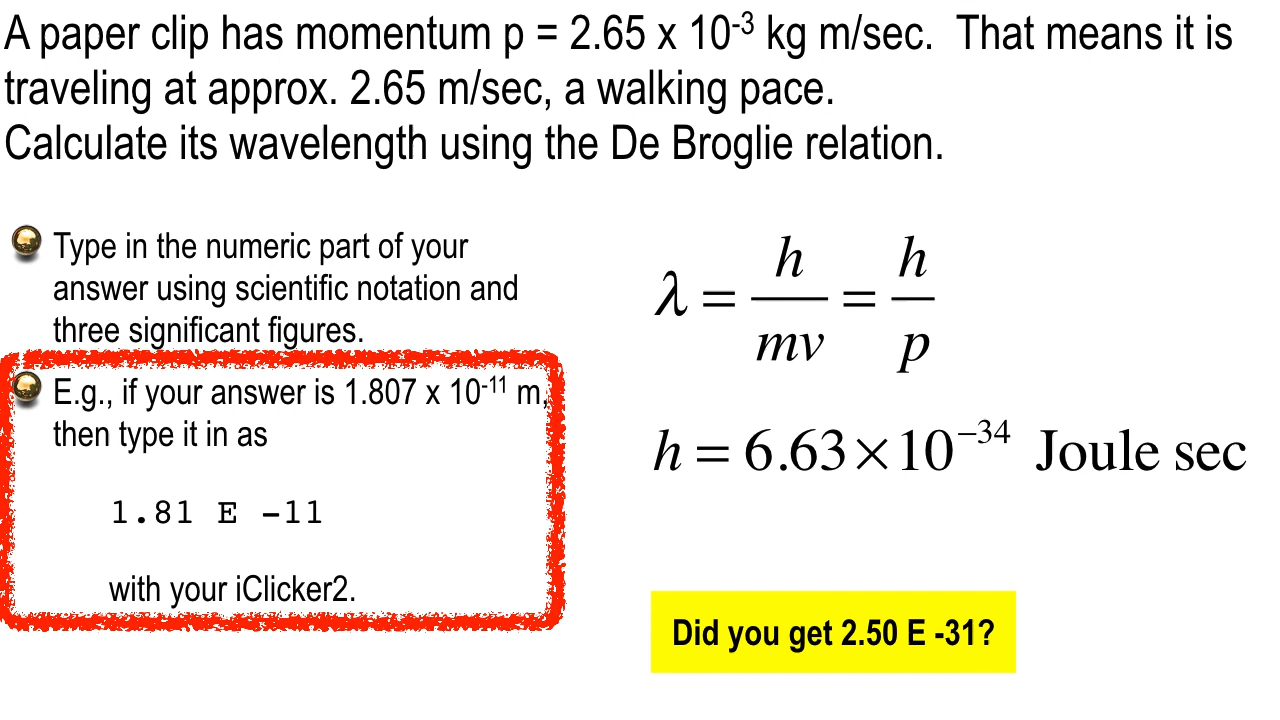 A paper clip has momentum p = 2.65 x 10⁻³ kg m/sec.  That means it is
traveling at approx. 2.65 m/sec, a walking pace.
Calculate its wavelength using the De Broglie relation.
Type in the numeric part of your
answer using scientific notation and
three significant figures.
E.g., if your answer is 1.807 x 10⁻¹¹ m,
then type it in as
1.81 E -11
with your iClicker2.
λ = h/mv = h/p
h = 6.63×10⁻³⁴ Joule sec
Did you get 2.50 E -31?